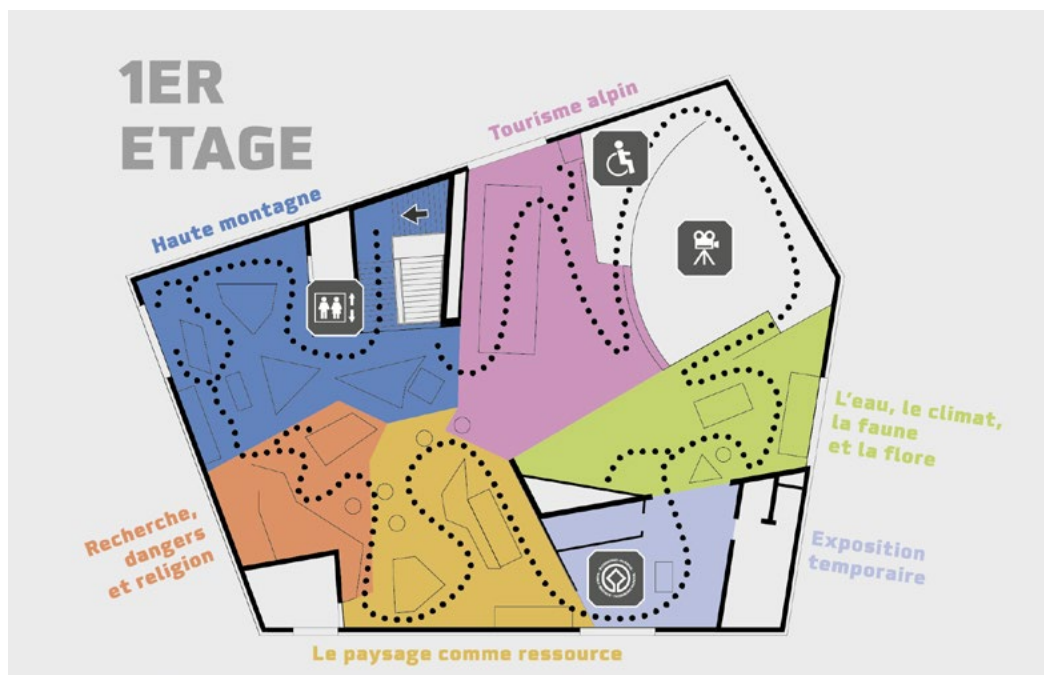 1ER
ETAGE
Tourisme alpin
Haute montagne
L'eau, le climat,
la faune
et la flore
Recherche,
dangers
et religion
Exposition
temporaire
Le paysage comme ressource